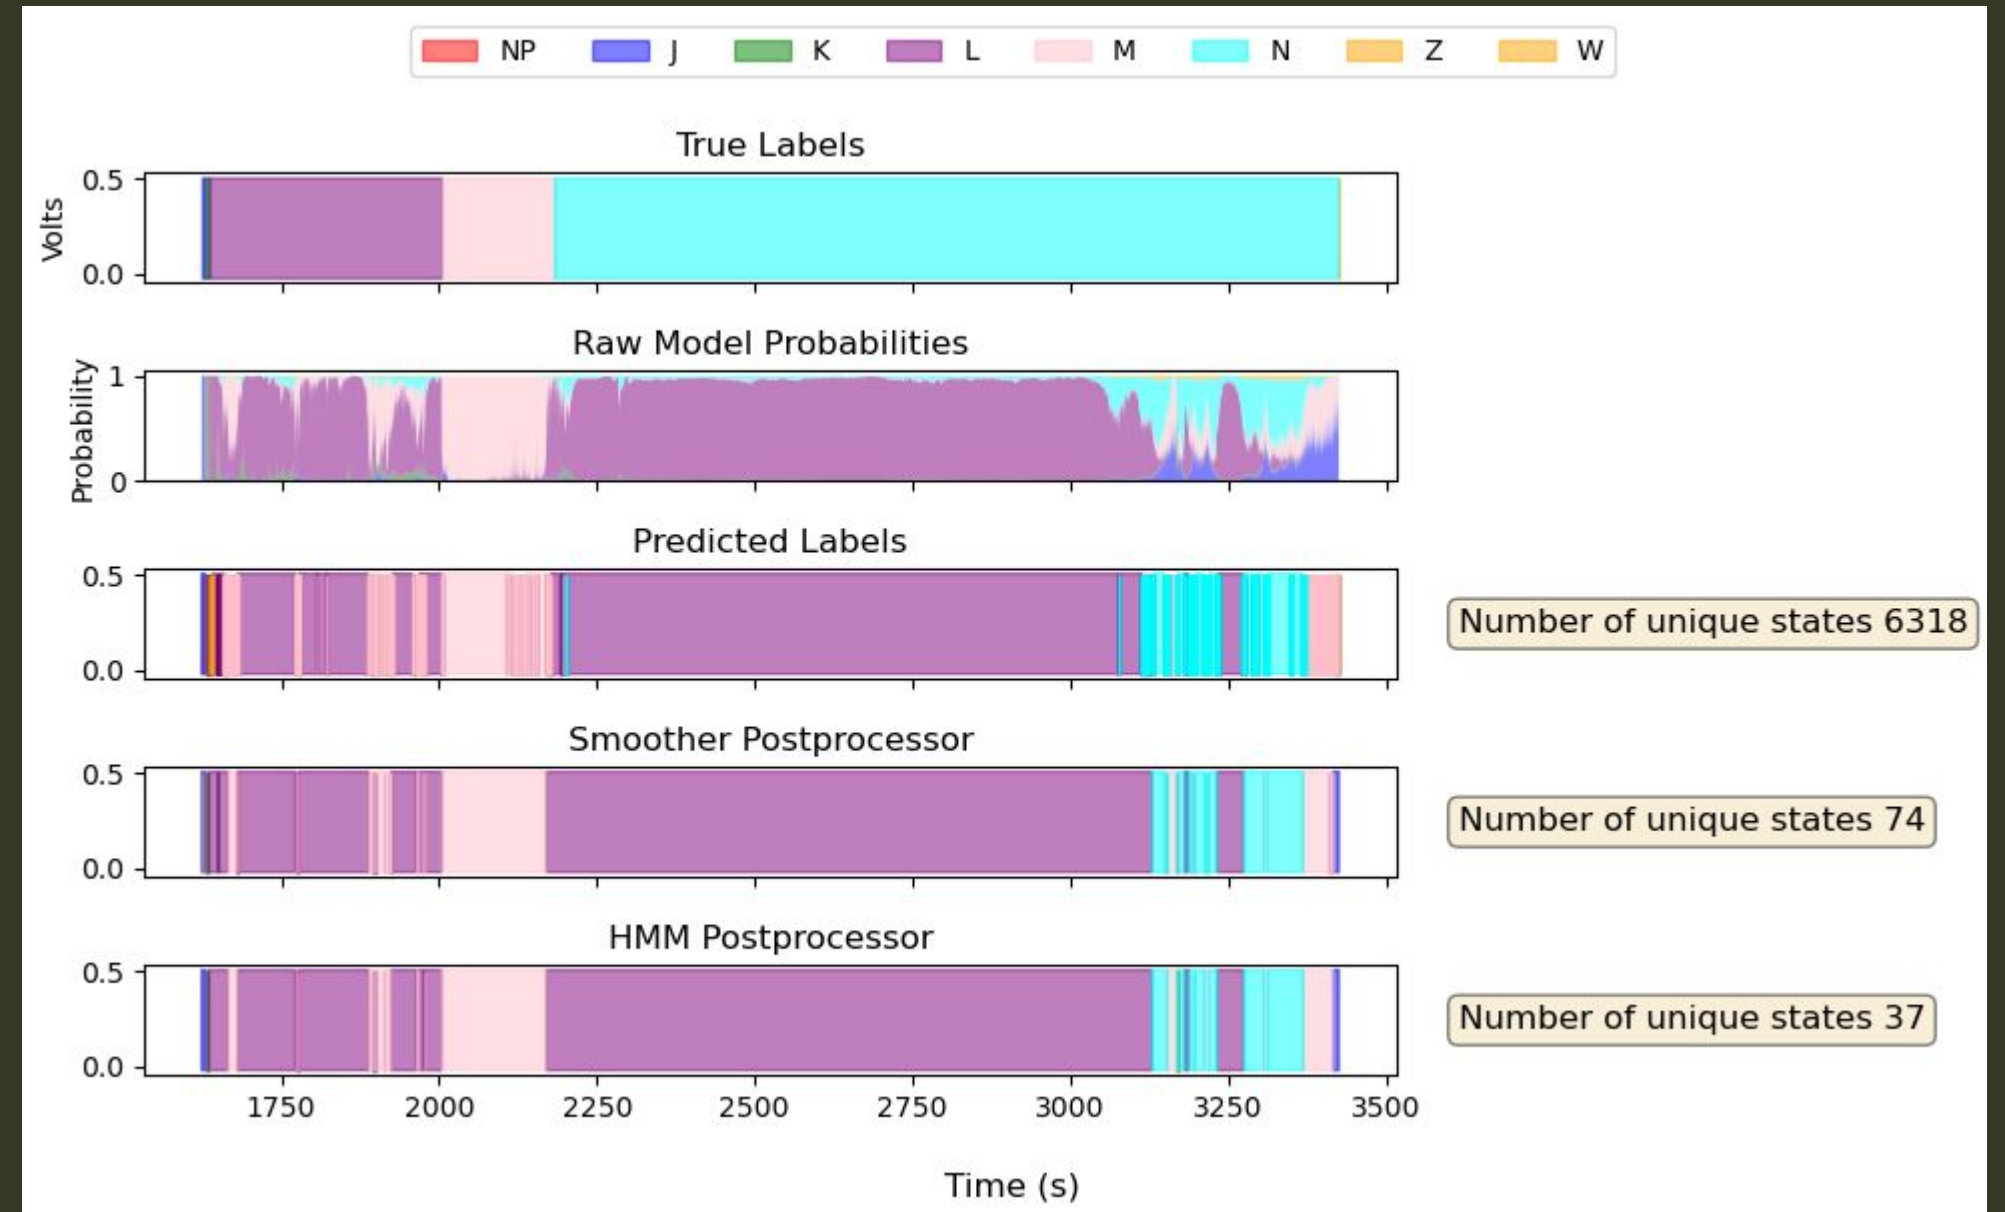 NP J K L M N Z W
True Labels
0.5
Volts
0.0
Raw Model Probabilities
1
Probability
0
Predicted Labels
0.5
Number of unique states 6318
0.0
Smoother Postprocessor
0.5
Number of unique states 74
0.0
HMM Postprocessor
0.5
Number of unique states 37
0.0
1750 2000 2250 2500 2750 3000 3250 3500
Time (s)